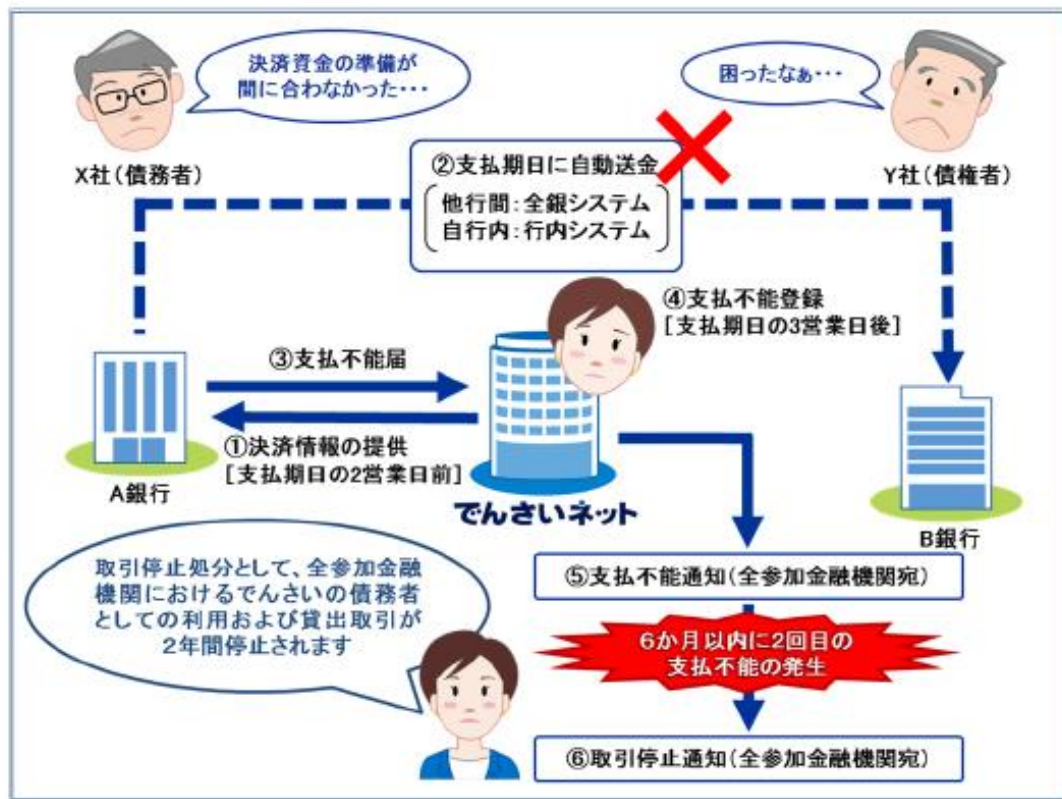 決済資金の準備が
間に合わなかった・・・
困ったなぁ・・・
X社(債務者)
Y社(債権者)
②支払期日に自動送金
他行間:全銀システム
自行内:行内システム
④支払不能登録
[支払期日の3営業日後]
③支払不能届
①決済情報の提供
[支払期日の2営業日前]
A銀行
でんさいネット
B銀行
取引停止処分として、全参加金融
機関におけるでんさいの債務者
としての利用および貸出取引が
2年間停止されます
⑤支払不能通知(全参加金融機関宛)
6か月以内に2回目の
支払不能の発生
⑥取引停止通知(全参加金融機関宛)